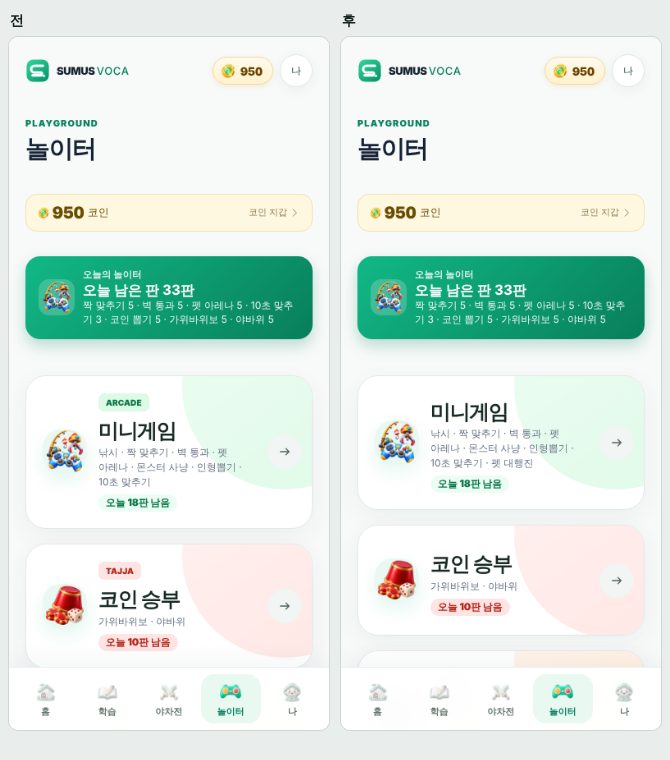 전
SUMUS VOCA
950
나
PLAYGROUND
놀이터
950 코인
코인 지갑
오늘의 놀이터
오늘 남은 판 33판
짝 맞추기 5 · 벽 통과 5 · 펫 아레나 5 · 10초 맞추
기 3 · 코인 뽑기 5 · 가위바위보 5 · 야바위 5
ARCADE
미니게임
낚시 · 짝 맞추기 · 벽 통과 · 펫
아레나 · 몬스터 사냥 · 인형뽑기 ·
10초 맞추기
오늘 18판 남음
TAJJA
코인 승부
가위바위보 · 야바위
오늘 10판 남음
홈
학습
야차전
놀이터
나
후
SUMUS VOCA
950
나
PLAYGROUND
놀이터
950 코인
코인 지갑
오늘의 놀이터
오늘 남은 판 33판
짝 맞추기 5 · 벽 통과 5 · 펫 아레나 5 · 10초 맞추
기 3 · 코인 뽑기 5 · 가위바위보 5 · 야바위 5
미니게임
낚시 · 짝 맞추기 · 벽 통과 · 펫
아레나 · 몬스터 사냥 · 인형뽑기 ·
10초 맞추기 · 펫 대행진
오늘 18판 남음
코인 승부
가위바위보 · 야바위
오늘 10판 남음
홈
학습
야차전
놀이터
나